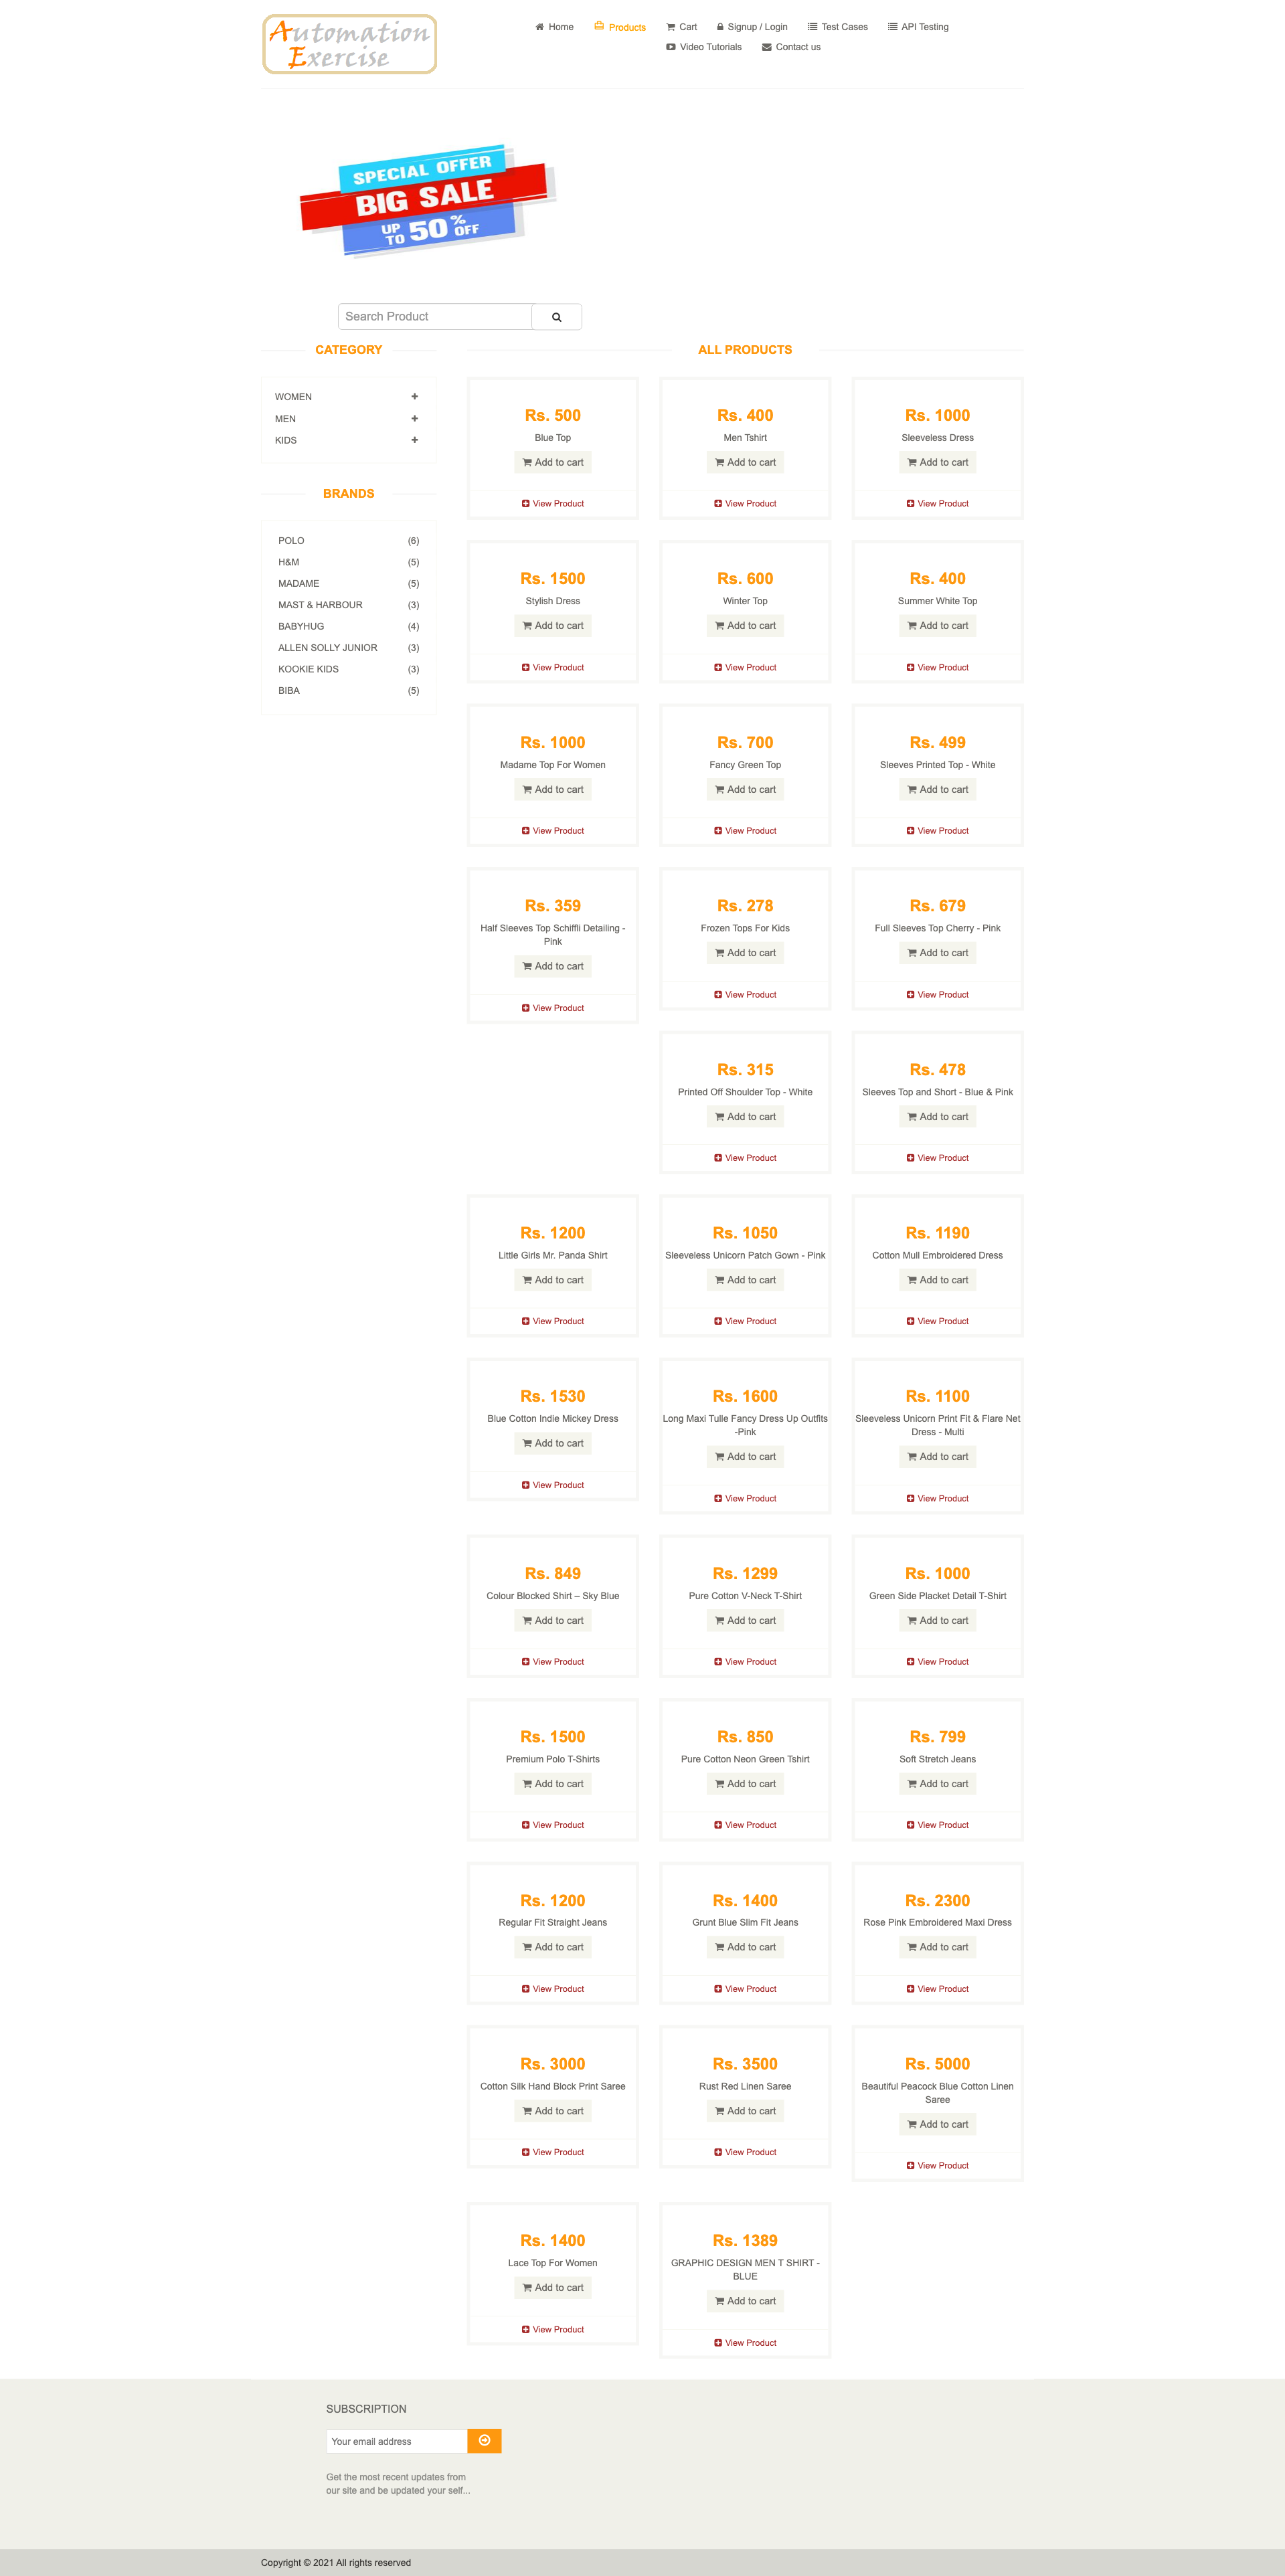 Automation
Exercise
Home
Products
Cart
Signup / Login
Test Cases
API Testing
Video Tutorials
Contact us
SPECIAL OFFER
BIG SALE
UP TO 50% OFF
Search Product
CATEGORY
WOMEN
MEN
KIDS
BRANDS
POLO (6)
H&M (5)
MADAME (5)
MAST & HARBOUR (3)
BABYHUG (4)
ALLEN SOLLY JUNIOR (3)
KOOKIE KIDS (3)
BIBA (5)
ALL PRODUCTS
Rs. 500
Blue Top
Add to cart
View Product
Rs. 400
Men Tshirt
Add to cart
View Product
Rs. 1000
Sleeveless Dress
Add to cart
View Product
Rs. 1500
Stylish Dress
Add to cart
View Product
Rs. 600
Winter Top
Add to cart
View Product
Rs. 400
Summer White Top
Add to cart
View Product
Rs. 1000
Madame Top For Women
Add to cart
View Product
Rs. 700
Fancy Green Top
Add to cart
View Product
Rs. 499
Sleeves Printed Top - White
Add to cart
View Product
Rs. 359
Half Sleeves Top Schiffli Detailing -
Pink
Add to cart
View Product
Rs. 278
Frozen Tops For Kids
Add to cart
View Product
Rs. 679
Full Sleeves Top Cherry - Pink
Add to cart
View Product
Rs. 315
Printed Off Shoulder Top - White
Add to cart
View Product
Rs. 478
Sleeves Top and Short - Blue & Pink
Add to cart
View Product
Rs. 1200
Little Girls Mr. Panda Shirt
Add to cart
View Product
Rs. 1050
Sleeveless Unicorn Patch Gown - Pink
Add to cart
View Product
Rs. 1190
Cotton Mull Embroidered Dress
Add to cart
View Product
Rs. 1530
Blue Cotton Indie Mickey Dress
Add to cart
View Product
Rs. 1600
Long Maxi Tulle Fancy Dress Up Outfits
-Pink
Add to cart
View Product
Rs. 1100
Sleeveless Unicorn Print Fit & Flare Net
Dress - Multi
Add to cart
View Product
Rs. 849
Colour Blocked Shirt – Sky Blue
Add to cart
View Product
Rs. 1299
Pure Cotton V-Neck T-Shirt
Add to cart
View Product
Rs. 1000
Green Side Placket Detail T-Shirt
Add to cart
View Product
Rs. 1500
Premium Polo T-Shirts
Add to cart
View Product
Rs. 850
Pure Cotton Neon Green Tshirt
Add to cart
View Product
Rs. 799
Soft Stretch Jeans
Add to cart
View Product
Rs. 1200
Regular Fit Straight Jeans
Add to cart
View Product
Rs. 1400
Grunt Blue Slim Fit Jeans
Add to cart
View Product
Rs. 2300
Rose Pink Embroidered Maxi Dress
Add to cart
View Product
Rs. 3000
Cotton Silk Hand Block Print Saree
Add to cart
View Product
Rs. 3500
Rust Red Linen Saree
Add to cart
View Product
Rs. 5000
Beautiful Peacock Blue Cotton Linen
Saree
Add to cart
View Product
Rs. 1400
Lace Top For Women
Add to cart
View Product
Rs. 1389
GRAPHIC DESIGN MEN T SHIRT -
BLUE
Add to cart
View Product
SUBSCRIPTION
Your email address
Get the most recent updates from
our site and be updated your self...
Copyright © 2021 All rights reserved